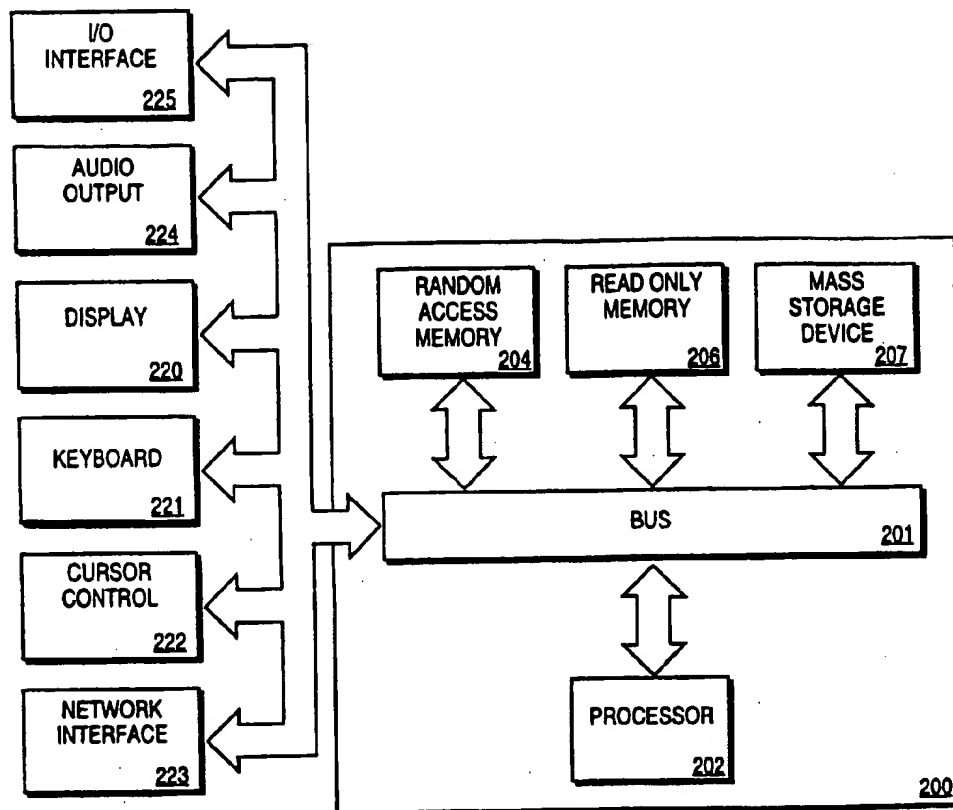 I/O
INTERFACE
225
AUDIO
OUTPUT
224
DISPLAY
220
KEYBOARD
221
CURSOR
CONTROL
222
NETWORK
INTERFACE
223
RANDOM
ACCESS
MEMORY
204
READ ONLY
MEMORY
206
MASS
STORAGE
DEVICE
207
BUS
201
PROCESSOR
202
200